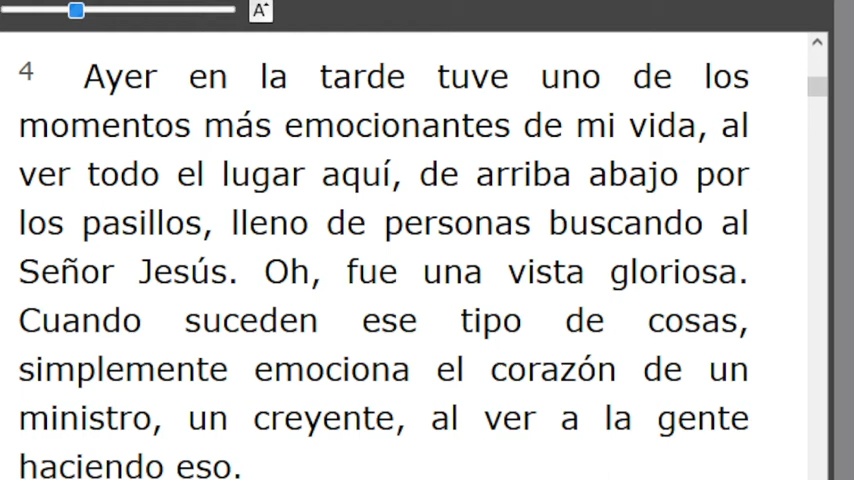 A
4 Ayer en la tarde tuve uno de los
momentos más emocionantes de mi vida, al
ver todo el lugar aquí, de arriba abajo por
los pasillos, lleno de personas buscando al
Señor Jesús. Oh, fue una vista gloriosa.
Cuando suceden ese tipo de cosas,
simplemente emociona el corazón de un
ministro, un creyente, al ver a la gente
haciendo eso.